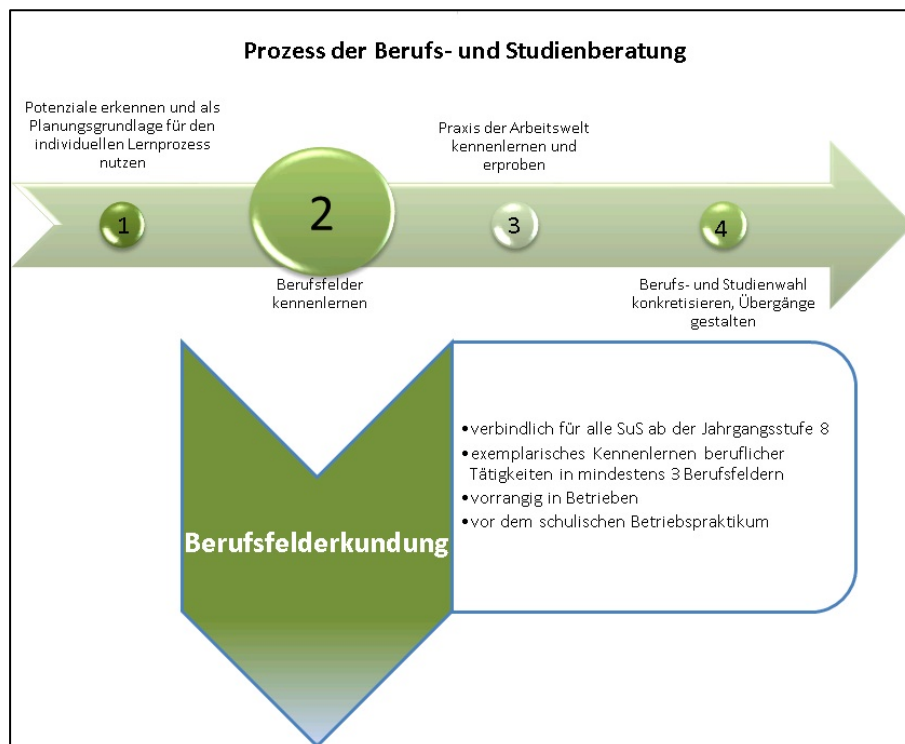 Prozess der Berufs- und Studienberatung
Potenziale erkennen und als
Planungsgrundlage für den
individuellen Lernprozess
nutzen
1
2
Berufsfelder
kennenlernen
Praxis der Arbeitswelt
kennenlernen und
erproben
3
4
Berufs- und Studienwahl
konkretisieren, Übergänge
gestalten
Berufsfelderkundung
•verbindlich für alle SuS ab der Jahrgangsstufe 8
•exemplarisches Kennenlernen beruflicher
Tätigkeiten in mindestens 3 Berufsfeldern
•vorrangig in Betrieben
•vor dem schulischen Betriebspraktikum